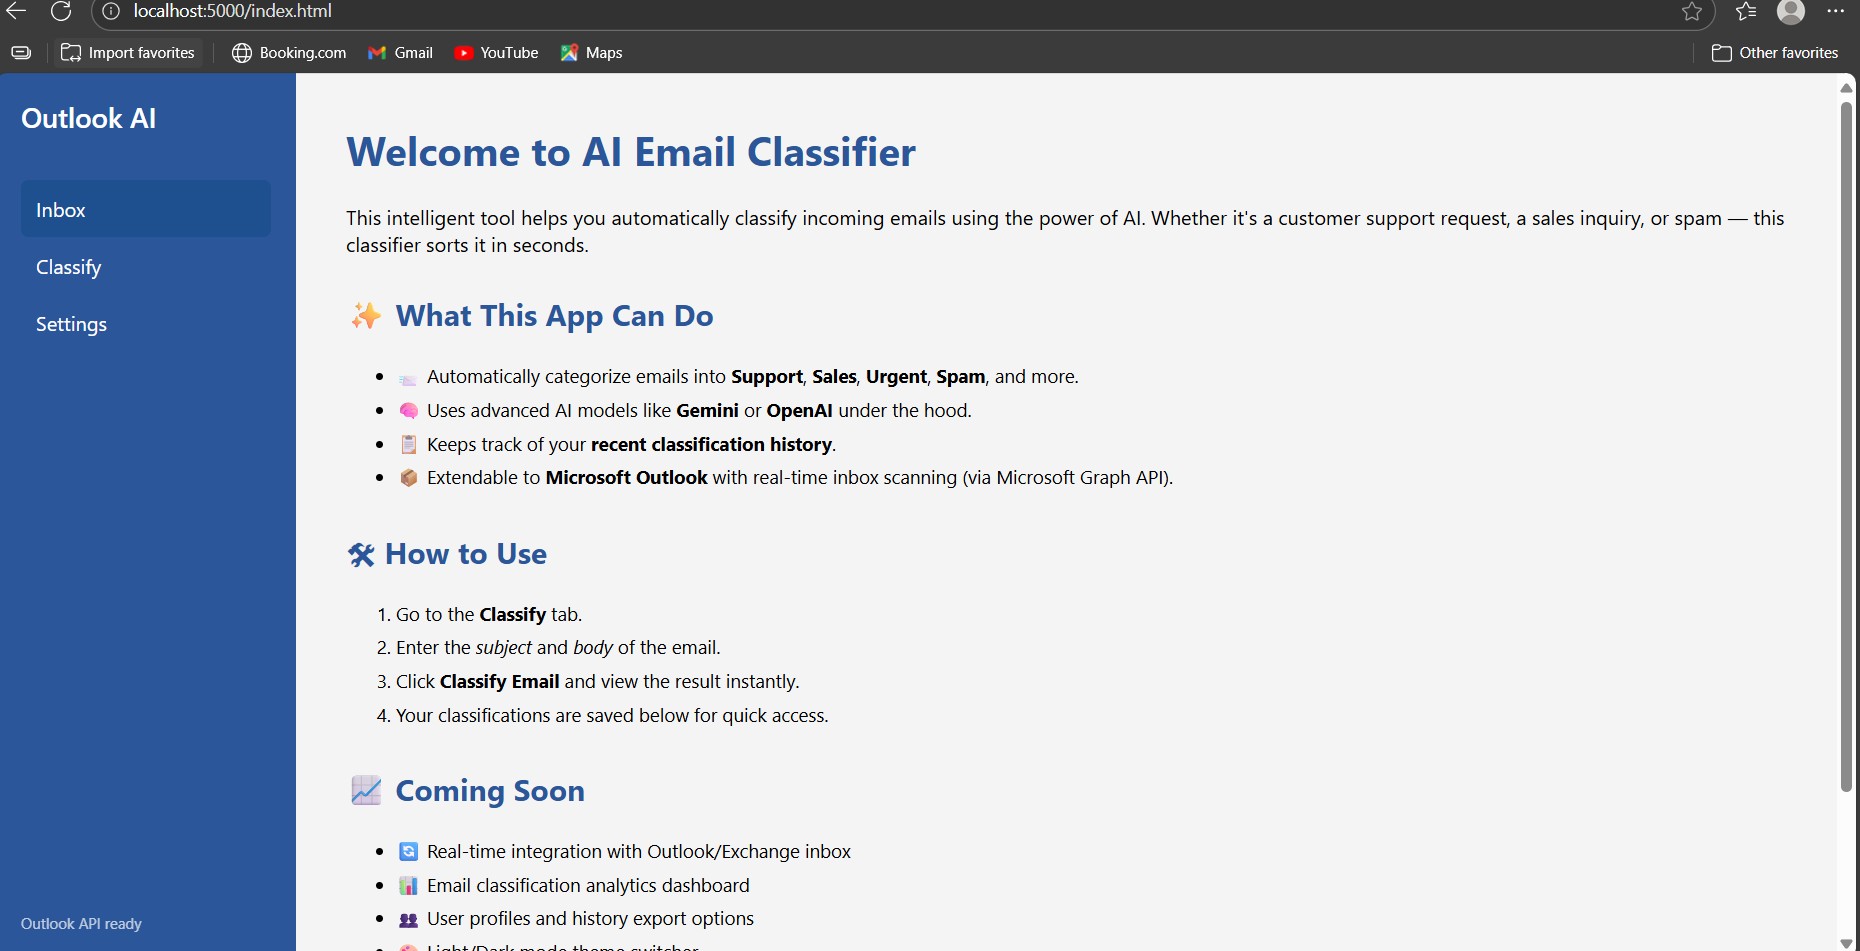 localhost:5000/index.html
Import favorites
Booking.com
Gmail
YouTube
Maps
Other favorites
Outlook AI
Inbox
Classify
Settings
Outlook API ready
Welcome to AI Email Classifier
This intelligent tool helps you automatically classify incoming emails using the power of AI. Whether it's a customer support request, a sales inquiry, or spam — this
classifier sorts it in seconds.
✨ What This App Can Do
• 📨 Automatically categorize emails into Support, Sales, Urgent, Spam, and more.
• 🧠 Uses advanced AI models like Gemini or OpenAI under the hood.
• 📋 Keeps track of your recent classification history.
• 📦 Extendable to Microsoft Outlook with real-time inbox scanning (via Microsoft Graph API).
🛠 How to Use
1. Go to the Classify tab.
2. Enter the subject and body of the email.
3. Click Classify Email and view the result instantly.
4. Your classifications are saved below for quick access.
📈 Coming Soon
• 🔄 Real-time integration with Outlook/Exchange inbox
• 📊 Email classification analytics dashboard
• 👥 User profiles and history export options
• 🎨 Light/Dark mode theme switcher